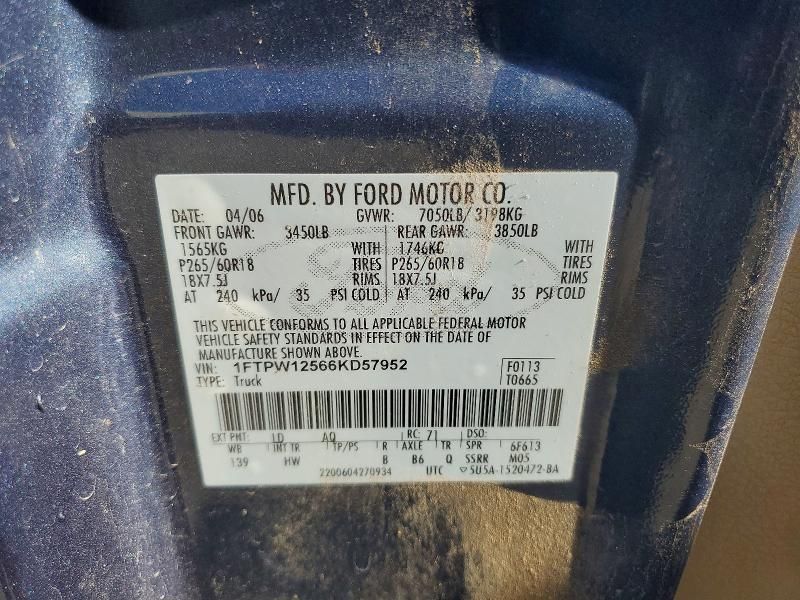 MFD. BY FORD MOTOR CO.
DATE: 04/06 GVWR: 7050LB/ 3198KG
FRONT GAWR: 3450LB REAR GAWR: 3850LB
1565KG WITH 1746KG WITH
P265/60R18 TIRES P265/60R18 TIRES
18X7.5J RIMS 18X7.5J RIMS
AT 240 kPa/ 35 PSI COLD AT 240 kPa/ 35 PSI COLD
THIS VEHICLE CONFORMS TO ALL APPLICABLE FEDERAL MOTOR
VEHICLE SAFETY STANDARDS IN EFFECT ON THE DATE OF
MANUFACTURE SHOWN ABOVE.
VIN: 1FTPW12566KD57952 F0113
TYPE: Truck T0665
EXT PNT: LD AQ RC: 71 DSO:
WB INT TR TP/PS R AXLE TR SPR 6F613
139 HW B B6 Q SSRR M05
2200604270934 UTC ▽5U5A-1520472-BA